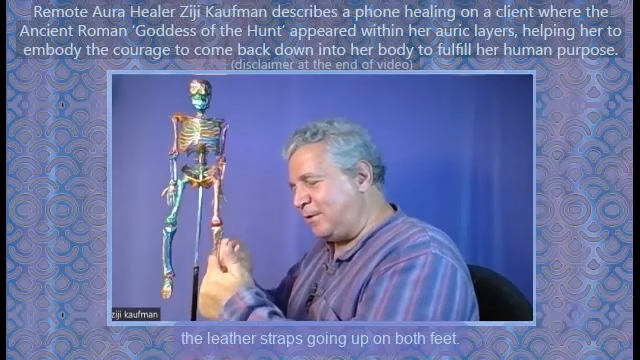 Remote Aura Healer Ziji Kaufman describes a phone healing on a client where the
Ancient Roman 'Goddess of the Hunt' appeared within her auric layers, helping her to
embody the courage to come back down into her body to fulfill her human purpose.
(disclaimer at the end of video)
ziji kaufman
the leather straps going up on both feet.